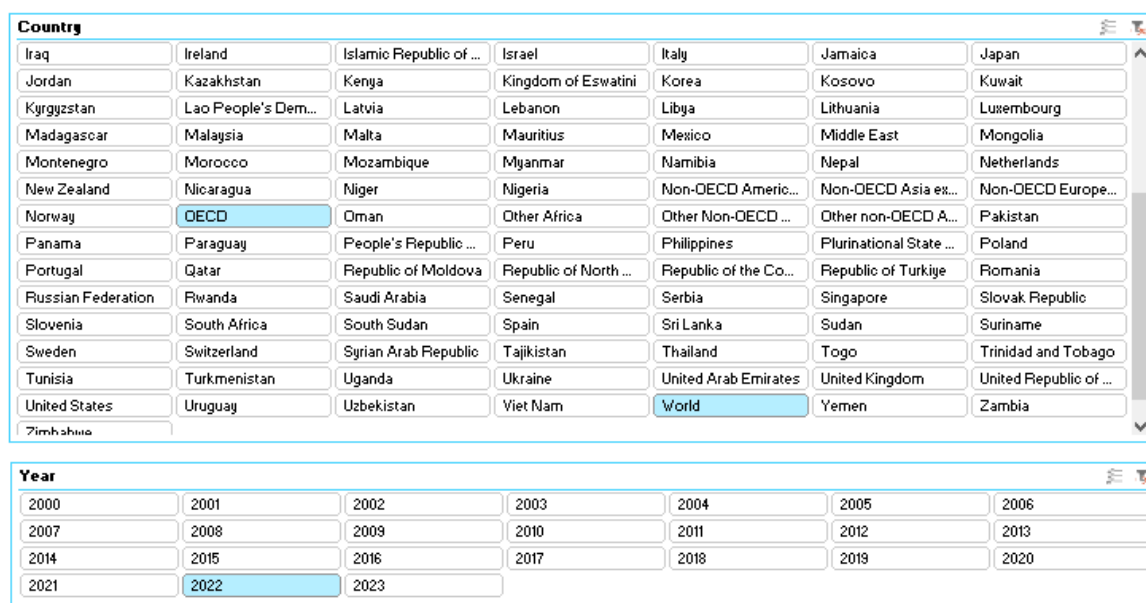 Country
Iraq Ireland Islamic Republic of ... Israel Italy Jamaica Japan
Jordan Kazakhstan Kenya Kingdom of Eswatini Korea Kosovo Kuwait
Kyrgyzstan Lao People's Dem... Latvia Lebanon Libya Lithuania Luxembourg
Madagascar Malaysia Malta Mauritius Mexico Middle East Mongolia
Montenegro Morocco Mozambique Myanmar Namibia Nepal Netherlands
New Zealand Nicaragua Niger Nigeria Non-OECD Americ... Non-OECD Asia ex... Non-OECD Europe...
Norway OECD Oman Other Africa Other Non-OECD ... Other non-OECD A... Pakistan
Panama Paraguay People's Republic ... Peru Philippines Plurinational State ... Poland
Portugal Qatar Republic of Moldova Republic of North ... Republic of the Co... Republic of Turkiye Romania
Russian Federation Rwanda Saudi Arabia Senegal Serbia Singapore Slovak Republic
Slovenia South Africa South Sudan Spain Sri Lanka Sudan Suriname
Sweden Switzerland Syrian Arab Republic Tajikistan Thailand Togo Trinidad and Tobago
Tunisia Turkmenistan Uganda Ukraine United Arab Emirates United Kingdom United Republic of ...
United States Uruguay Uzbekistan Viet Nam World Yemen Zambia
Zimbabwe
Year
2000 2001 2002 2003 2004 2005 2006
2007 2008 2009 2010 2011 2012 2013
2014 2015 2016 2017 2018 2019 2020
2021 2022 2023